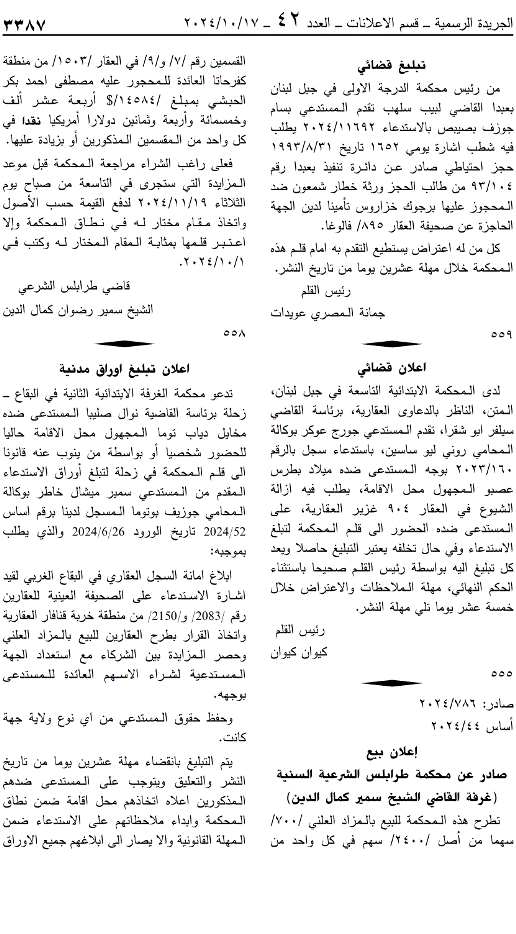 الجريدة الرسمية ـ قسم الاعلانات ـ العدد ٤٢ ـ ٢٠٢٤/١٠/١٧
٣٣٨٧
تبليغ قضائي
من رئيس محكمة الدرجة الاولى في جبل لبنان
بعبدا القاضي لبيب سلهب تقدم المستدعي بسام
جوزف بصيبص بالاستدعاء ٢٠٢٤/١١٦٩٢ يطلب
فيه شطب اشارة يومي ١٦٥٢ تاريخ ١٩٩٣/٨/٣١
حجز احتياطي صادر عن دائرة تنفيذ بعبدا رقم
٩٣/١٠٤ من طالب الحجز ورثة خطار شمعون ضد
المحجوز عليها برجوك خزاروس تأمينا لدين الجهة
الحاجزة عن صحيفة العقار /٨٩٥ فالوغا.
كل من له اعتراض يستطيع التقدم به امام قلم هذه
المحكمة خلال مهلة عشرين يوما من تاريخ النشر.
رئيس القلم
جمانة المصري عويدات
٥٥٩
اعلان قضائي
لدى المحكمة الابتدائية التاسعة في جبل لبنان،
المتن، الناظر بالدعاوى العقارية، برئاسة القاضي
سيلفر ابو شقرا، تقدم المستدعي جورج عوكر بوكالة
المحامي روني ليو ساسين، باستدعاء سجل بالرقم
٢٠٢٣/١٦٠ بوجه المستدعى ضده ميلاد بطرس
عصبو المجهول محل الاقامة، يطلب فيه ازالة
الشيوع في العقار ٩٠٤ غزير العقارية، على
المستدعى ضده الحضور الى قلم المحكمة لتبلغ
الاستدعاء وفي حال تخلفه يعتبر التبليغ حاصلا ويعد
كل تبليغ اليه بواسطة رئيس القلم صحيحا باستثناء
الحكم النهائي، مهلة الملاحظات والاعتراض خلال
خمسة عشر يوما تلي مهلة النشر.
رئيس القلم
كيوان كيوان
٥٥٥
صادر: ٢٠٢٤/٧٨٦
أساس ٢٠٢٤/٤٤
إعلان بيع
صادر عن محكمة طرابلس الشرعية السنية
(غرفة القاضي الشيخ سمير كمال الدين)
تطرح هذه المحكمة للبيع بالمزاد العلني /٧٠٠/
سهما من أصل /٢٤٠٠/ سهم في كل واحد من
القسمين رقم /٧/ و/٩/ في العقار /١٥٠٣/ من منطقة
كفرحاتا العائدة للمحجور عليه مصطفى احمد بكر
الحبشي بمبلغ /١٤٥٨٤/$ أربعة عشر ألف
وخمسمائة وأربعة وثمانين دولارا أمريكيا نقدا في
كل واحد من المقسمين المذكورين أو بزيادة عليها.
فعلى راغب الشراء مراجعة المحكمة قبل موعد
المزايدة التي ستجرى في التاسعة من صباح يوم
الثلاثاء ٢٠٢٤/١١/١٩ لدفع القيمة حسب الأصول
واتخاذ مقام مختار له في نطاق المحكمة وإلا
اعتبر قلمها بمثابة المقام المختار له وكتب في
٢٠٢٤/١٠/١.
قاضي طرابلس الشرعي
الشيخ سمير رضوان كمال الدين
٥٥٨
اعلان تبليغ اوراق مدنية
تدعو محكمة الغرفة الابتدائية الثانية في البقاع ـ
زحلة برئاسة القاضية نوال صليبا المستدعى ضده
مخايل دياب توما المجهول محل الاقامة حاليا
للحضور شخصيا أو بواسطة من ينوب عنه قانونا
الى قلم المحكمة في زحلة لتبلغ أوراق الاستدعاء
المقدم من المستدعي سمير ميشال خاطر بوكالة
المحامي جوزيف بوتوما المسجل لدينا برقم اساس
2024/52 تاريخ الورود 2024/6/26 والذي يطلب
بموجبه:
ابلاغ امانة السجل العقاري في البقاع الغربي لقيد
اشارة الاستدعاء على الصحيفة العينية للعقارين
رقم /2083/ و/2150/ من منطقة خربة قنافار العقارية
واتخاذ القرار بطرح العقارين للبيع بالمزاد العلني
وحصر المزايدة بين الشركاء مع استعداد الجهة
المستدعية لشراء الاسهم العائدة للمستدعى
بوجهه.
وحفظ حقوق المستدعي من اي نوع ولاية جهة
كانت.
يتم التبليغ بانقضاء مهلة عشرين يوما من تاريخ
النشر والتعليق ويتوجب على المستدعى ضدهم
المذكورين اعلاه اتخاذهم محل اقامة ضمن نطاق
المحكمة وابداء ملاحظاتهم على الاستدعاء ضمن
المهلة القانونية والا يصار الى ابلاغهم جميع الاوراق